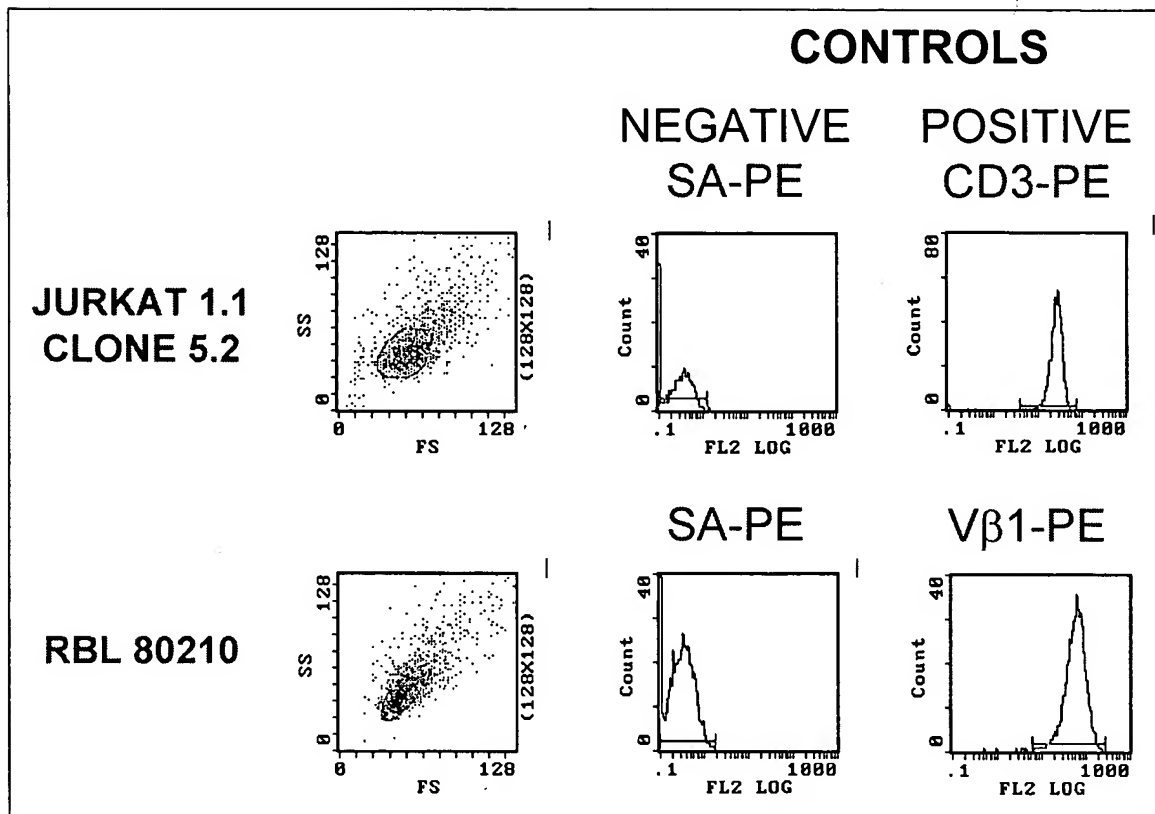 CONTROLS
NEGATIVE
SA-PE
POSITIVE
CD3-PE
JURKAT 1.1
CLONE 5.2
128
SS
0
0
128
FS
(128X128)
40
Count
0
.1
1000
FL2 LOG
80
Count
0
.1
1000
FL2 LOG
SA-PE
Vβ1-PE
RBL 80210
128
SS
0
0
128
FS
(128X128)
40
Count
0
.1
1000
FL2 LOG
40
Count
0
.1
1000
FL2 LOG